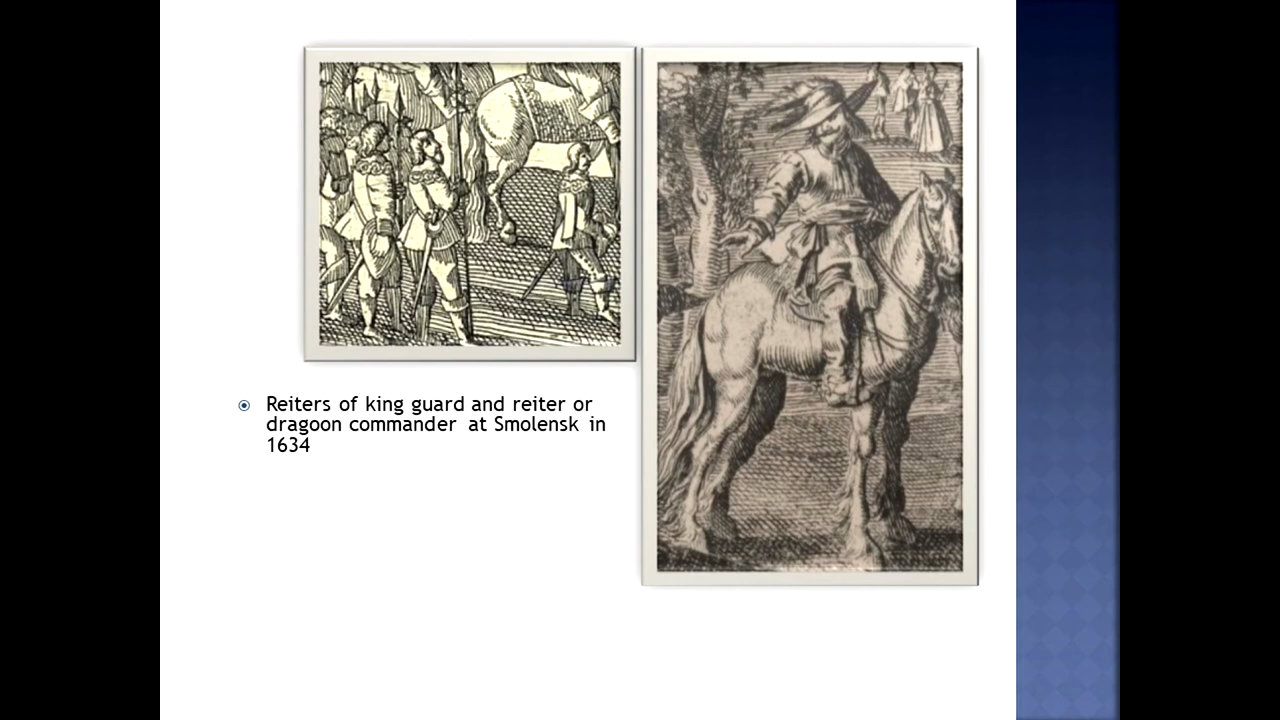 Reiters of king guard and reiter or
dragoon commander at Smolensk in
1634